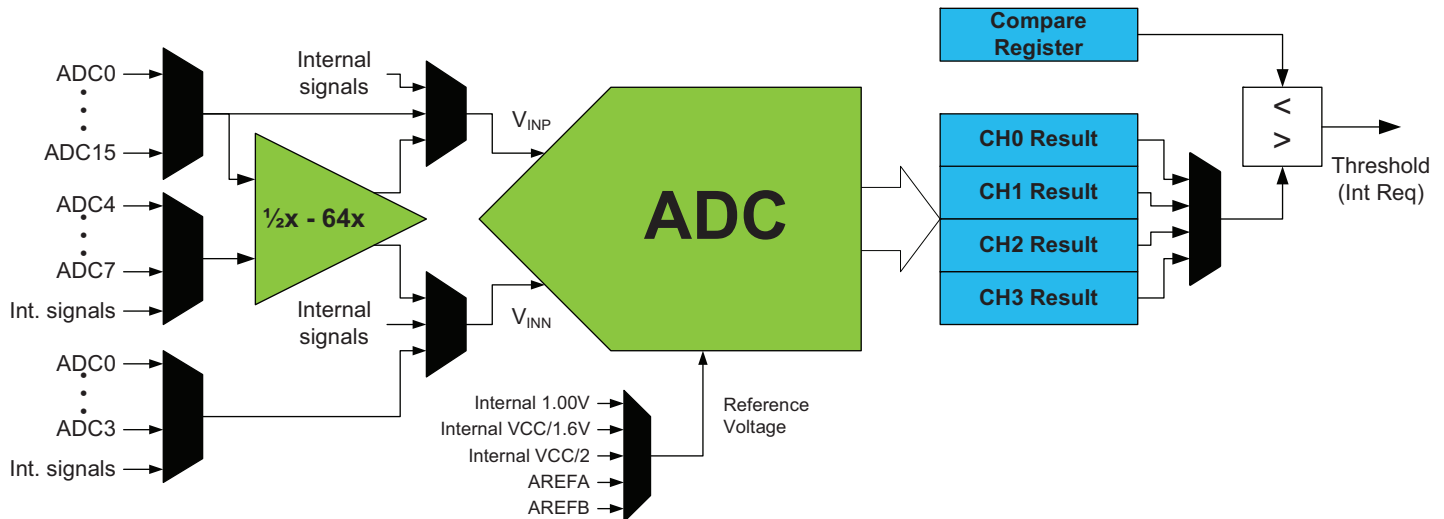 ADC0
ADC15
ADC4
ADC7
Int. signals
ADC0
ADC3
Int. signals
½x - 64x
Internal
signals
Internal
signals
VINP
VINN
ADC
Internal 1.00V
Internal VCC/1.6V
Internal VCC/2
AREFA
AREFB
Reference
Voltage
Compare
Register
CH0 Result
CH1 Result
CH2 Result
CH3 Result
<
>
Threshold
(Int Req)